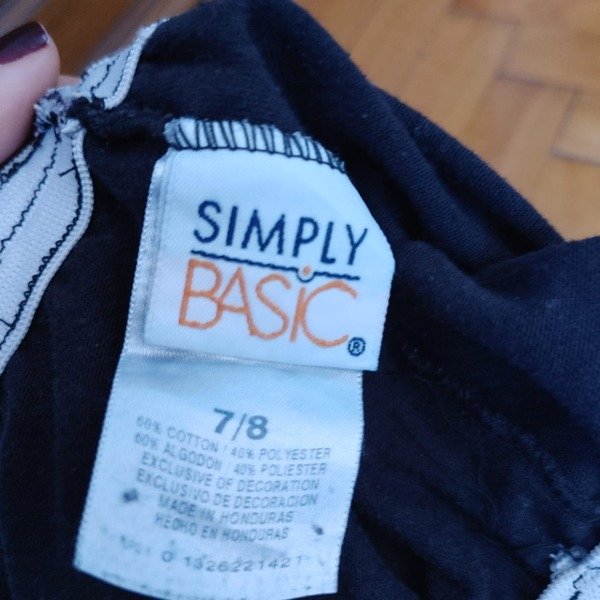 SIMPLY
BASIC®
7/8
60% COTTON / 40% POLYESTER
60% ALGODON / 40% POLIESTER
EXCLUSIVE OF DECORATION
EXCLUSIVO DE DECORACION
MADE IN HONDURAS
HECHO EN HONDURAS
O 1326221421